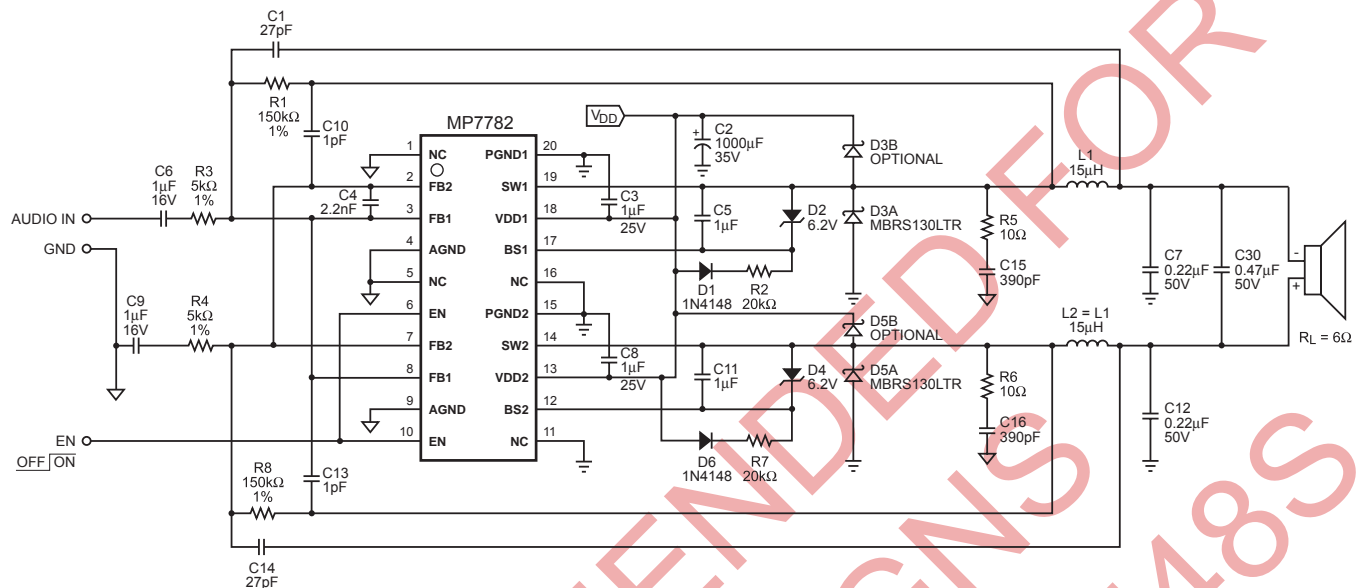 C1
27pF
R1
150kΩ
1%
C10
1pF
C6
1μF
16V
R3
5kΩ
1%
AUDIO IN
GND
C9
1μF
16V
R4
5kΩ
1%
EN
OFF ON
R8
150kΩ
1%
C13
1pF
C14
27pF
C4
2.2nF
MP7782
1 NC PGND1 20
2 FB2 SW1 19
3 FB1 VDD1 18
4 AGND BS1 17
5 NC NC 16
6 EN PGND2 15
7 FB2 SW2 14
8 FB1 VDD2 13
9 AGND BS2 12
10 EN NC 11
VDD
C2
1000μF
35V
+
C3
1μF
25V
C5
1μF
D2
6.2V
D3B
OPTIONAL
D3A
MBRS130LTR
D1
1N4148
R2
20kΩ
C8
1μF
25V
C11
1μF
D4
6.2V
D5B
OPTIONAL
D5A
MBRS130LTR
D6
1N4148
R7
20kΩ
R5
10Ω
C15
390pF
R6
10Ω
C16
390pF
L1
15μH
L2 = L1
15μH
C7
0.22μF
50V
C30
0.47μF
50V
C12
0.22μF
50V
-
+
RL = 6Ω
ENDED FOR
GNS
48S